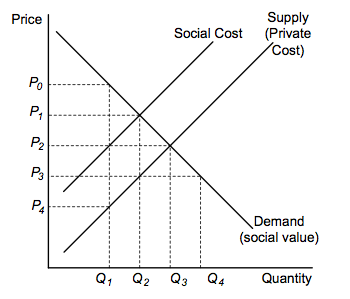 Price
Social Cost
Supply
(Private
Cost)
P0
P1
P2
P3
P4
Demand
(social value)
Q1 Q2 Q3 Q4 Quantity